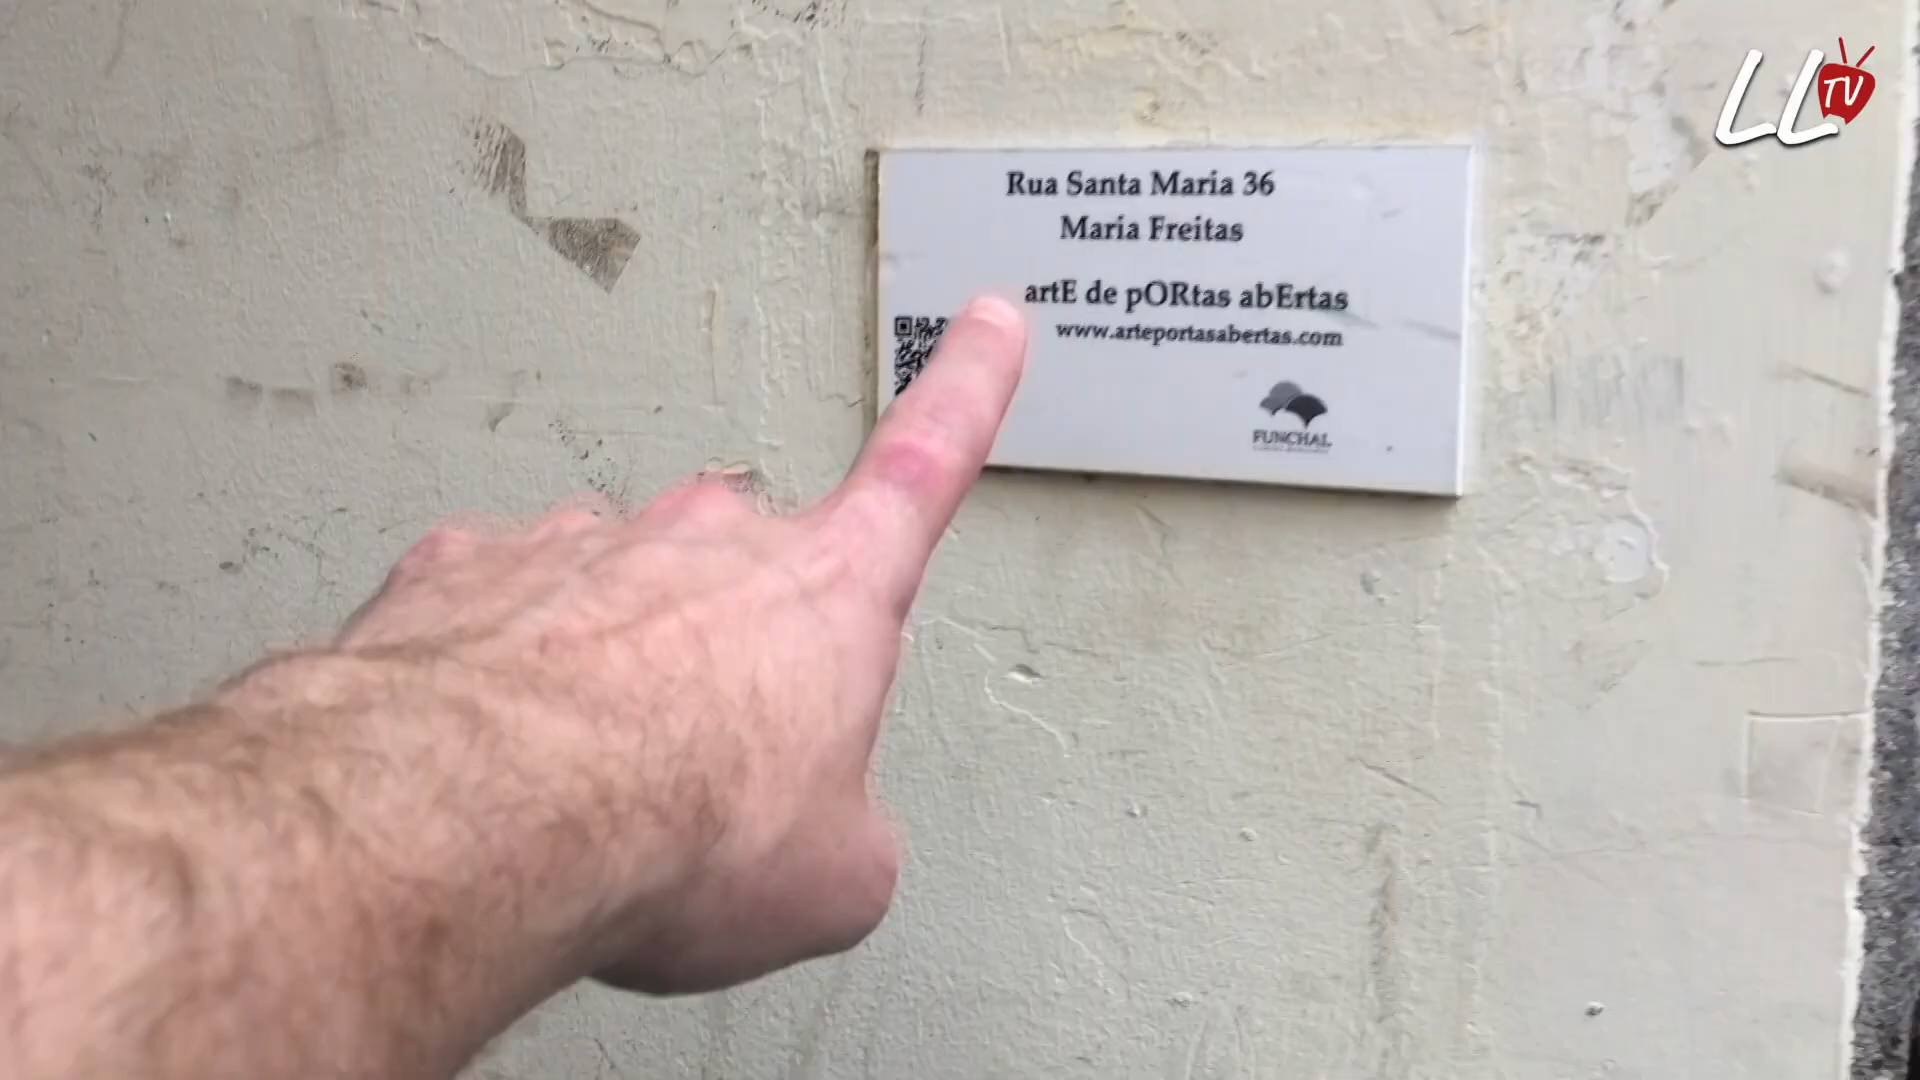 LL TV
Rua Santa Maria 36
Maria Freitas
artE de pORtas abErtas
www.arteportasabertas.com
FUNCHAL